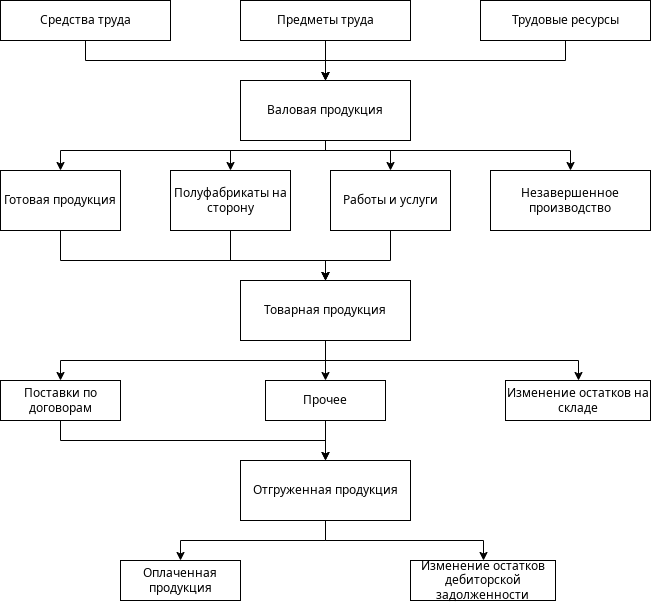 Средства труда
Предметы труда
Трудовые ресурсы
Валовая продукция
Готовая продукция
Полуфабрикаты на
сторону
Работы и услуги
Незавершенное
производство
Товарная продукция
Поставки по
договорам
Прочее
Изменение остатков на
складе
Отгруженная продукция
Оплаченная
продукция
Изменение остатков
дебиторской
задолженности